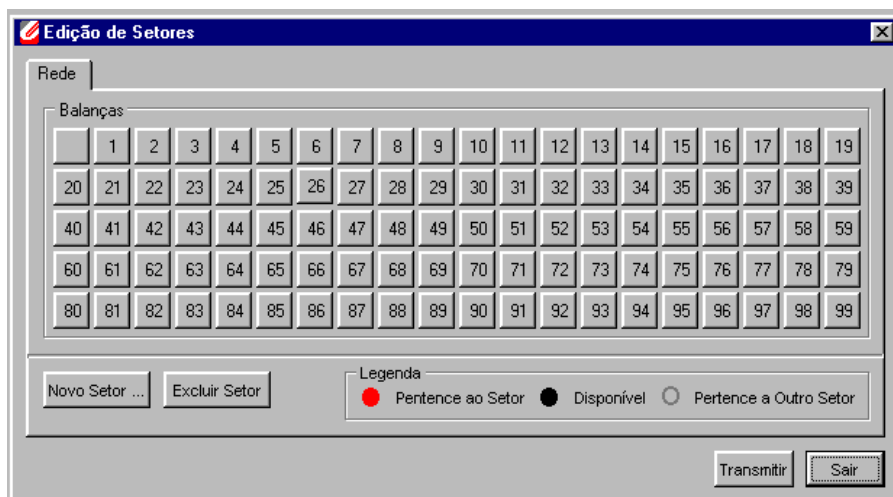 Edição de Setores
Rede
Balanças
1 2 3 4 5 6 7 8 9 10 11 12 13 14 15 16 17 18 19
20 21 22 23 24 25 26 27 28 29 30 31 32 33 34 35 36 37 38 39
40 41 42 43 44 45 46 47 48 49 50 51 52 53 54 55 56 57 58 59
60 61 62 63 64 65 66 67 68 69 70 71 72 73 74 75 76 77 78 79
80 81 82 83 84 85 86 87 88 89 90 91 92 93 94 95 96 97 98 99
Novo Setor ... Excluir Setor
Legenda
Pentence ao Setor Disponível Pertence a Outro Setor
Transmitir Sair